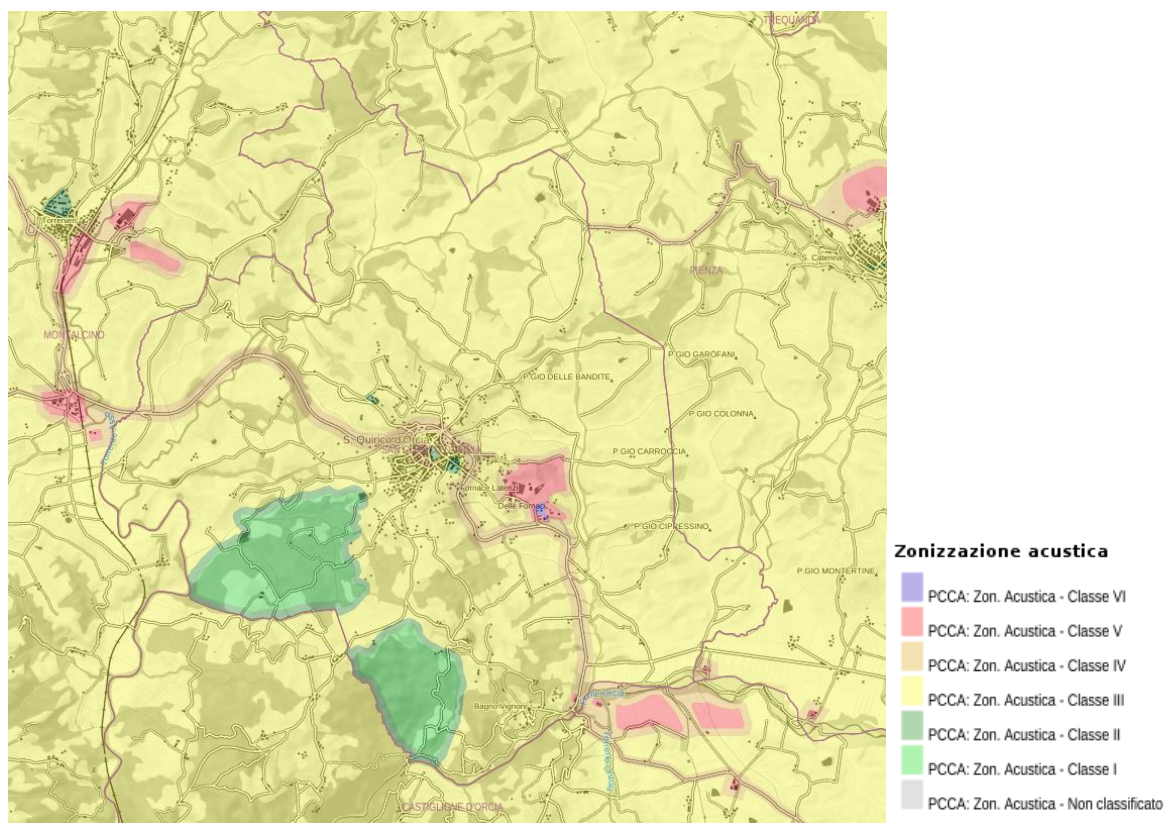 TREQUANDA
Torrenieri
S. Caterina
PIENZA
MONTALCINO
P.GIO GAROFANI
P.GIO DELLE BANDITE
P.GIO COLONNA
S. Quirico d'Orcia
P.GIO CARROCCIA
Fornace Laterizi
Delle Fornaci
P.GIO CIPRESSINO
P.GIO MONTERTINE
Bagno Vignoni
CASTIGLIONE D'ORCIA
Zonizzazione acustica
PCCA: Zon. Acustica - Classe VI
PCCA: Zon. Acustica - Classe V
PCCA: Zon. Acustica - Classe IV
PCCA: Zon. Acustica - Classe III
PCCA: Zon. Acustica - Classe II
PCCA: Zon. Acustica - Classe I
PCCA: Zon. Acustica - Non classificato